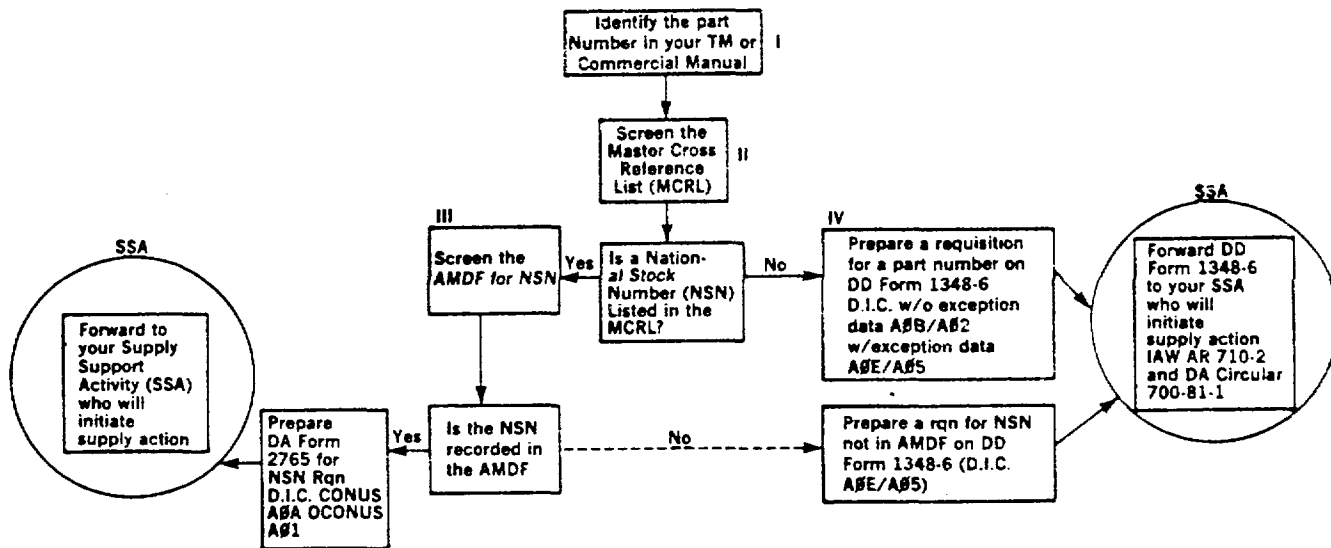 Identify the part
Number in your TM or
Commercial Manual
I
Screen the
Master Cross
Reference
List (MCRL)
II
III
Screen the
AMDF for NSN
Yes
Is a Nation-
al Stock
Number (NSN)
Listed in the
MCRL?
No
IV
Prepare a requisition
for a part number on
DD Form 1348-6
D.I.C. w/o exception
data AØB/AØ2
w/exception data
AØE/AØ5
SSA
Forward DD
Form 1348-6
to your SSA
who will
initiate
supply action
IAW AR 710-2
and DA Circular
700-81-1
SSA
Forward to
your Supply
Support
Activity (SSA)
who will
initiate
supply action
Prepare
DA Form
2765 for
NSN Rqn
D.I.C. CONUS
AØA OCONUS
AØ1
Yes
Is the NSN
recorded in
the AMDF
No
Prepare a rqn for NSN
not in AMDF on DD
Form 1348-6 (D.I.C.
AØE/AØ5)